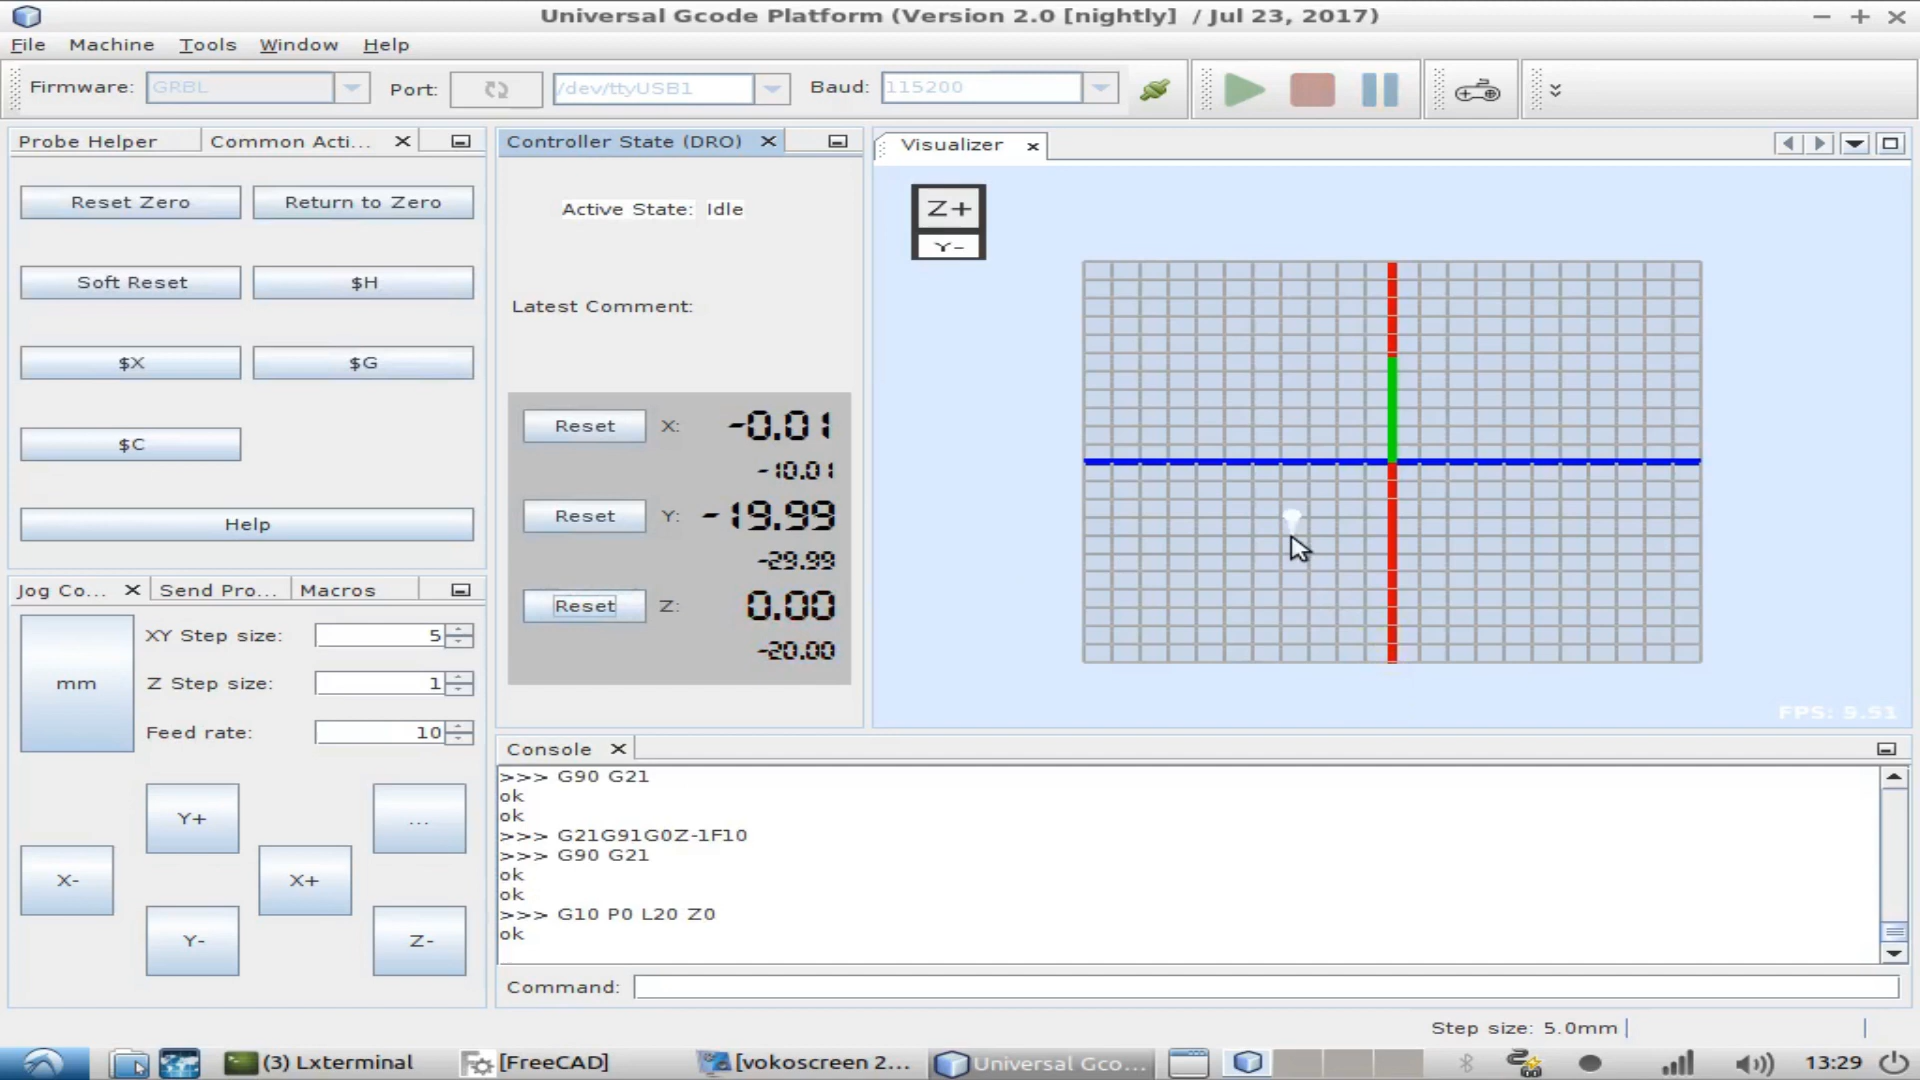 Universal Gcode Platform (Version 2.0 [nightly] / Jul 23, 2017)
File Machine Tools Window Help
Firmware: GRBL Port: /dev/ttyUSB1 Baud: 115200
Probe Helper Common Acti...
Reset Zero Return to Zero
Soft Reset $H
$X $G
$C
Help
Controller State (DRO)
Active State: Idle
Latest Comment:
Reset X: -0.01
-10.01
Reset Y: -19.99
-29.99
Reset Z: 0.00
-20.00
Visualizer
Z+
Y-
FPS: 9.51
Jog Co... Send Pro... Macros
mm
XY Step size: 5
Z Step size: 1
Feed rate: 10
Y+ ...
X- X+
Y- Z-
Console
>>> G90 G21
ok
ok
>>> G21G91G0Z-1F10
>>> G90 G21
ok
ok
>>> G10 P0 L20 Z0
ok
Command:
Step size: 5.0mm
(3) Lxterminal [FreeCAD] [vokoscreen 2... Universal Gco... 13:29